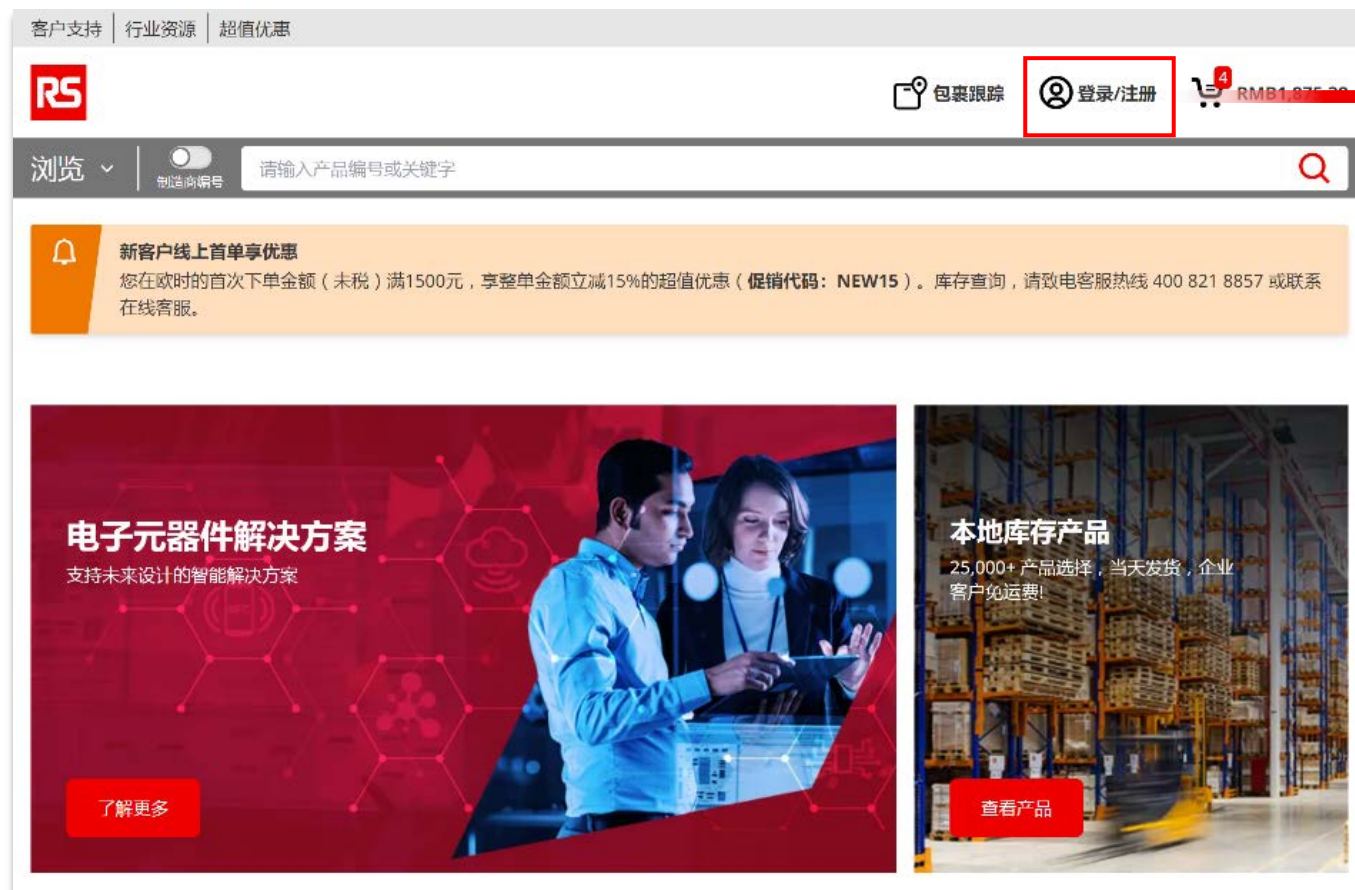 客户支持 行业资源 超值优惠
RS
包裹跟踪 登录/注册 4
浏览 制造商编号 请输入产品编号或关键字
新客户线上首单享优惠
您在欧时的首次下单金额（未税）满1500元，享整单金额立减15%的超值优惠（促销代码：NEW15）。库存查询，请致电客服热线 400 821 8857 或联系
在线客服。
电子元器件解决方案
支持未来设计的智能解决方案
了解更多
本地库存产品
25,000+ 产品选择，当天发货，企业
客户免运费!
查看产品